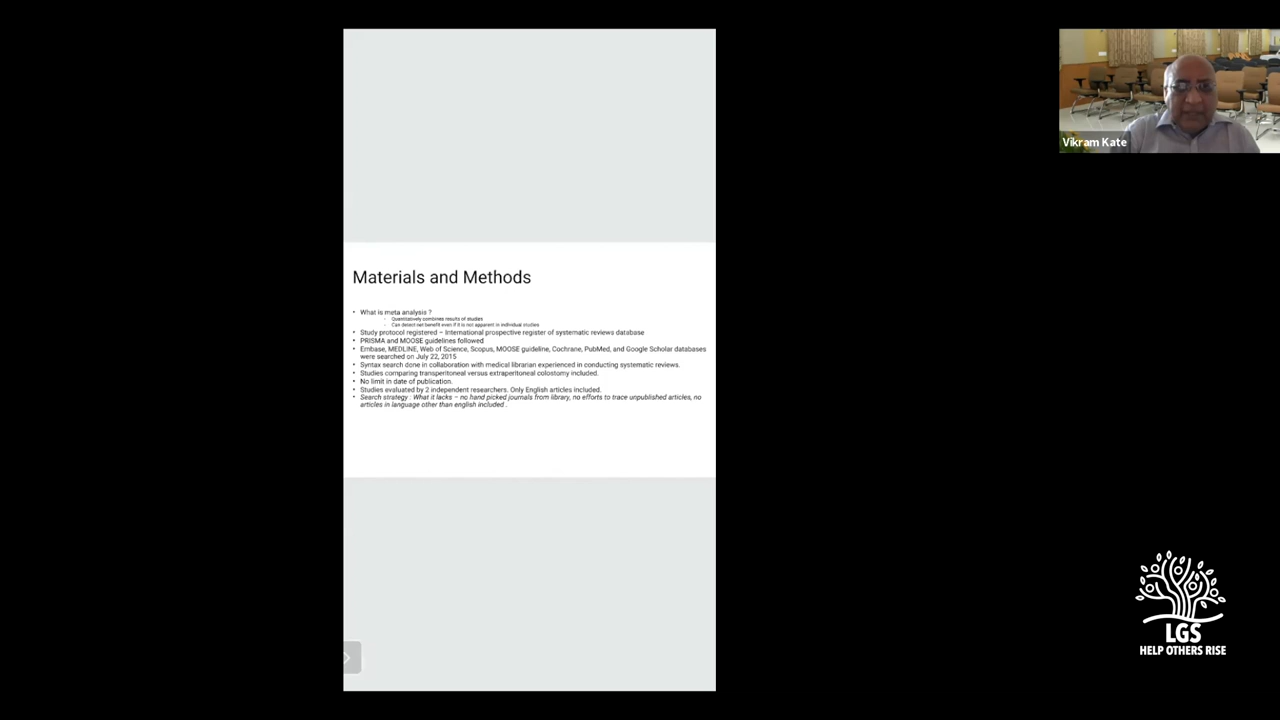 Materials and Methods
• What is meta analysis ?
- Quantitatively combines results of studies
- Can detect net benefit even if it is not apparent in individual studies
• Study protocol registered – International prospective register of systematic reviews database
• PRISMA and MOOSE guidelines followed
• Embase, MEDLINE, Web of Science, Scopus, MOOSE guideline, Cochrane, PubMed, and Google Scholar databases
were searched on July 22, 2015
• Syntax search done in collaboration with medical librarian experienced in conducting systematic reviews.
• Studies comparing transperitoneal versus extraperitoneal colostomy included.
• No limit in date of publication.
• Studies evaluated by 2 independent researchers. Only English articles included.
• Search strategy : What it lacks – no hand picked journals from library, no efforts to trace unpublished articles, no
articles in language other than english included .
Vikram Kate
LGS
HELP OTHERS RISE